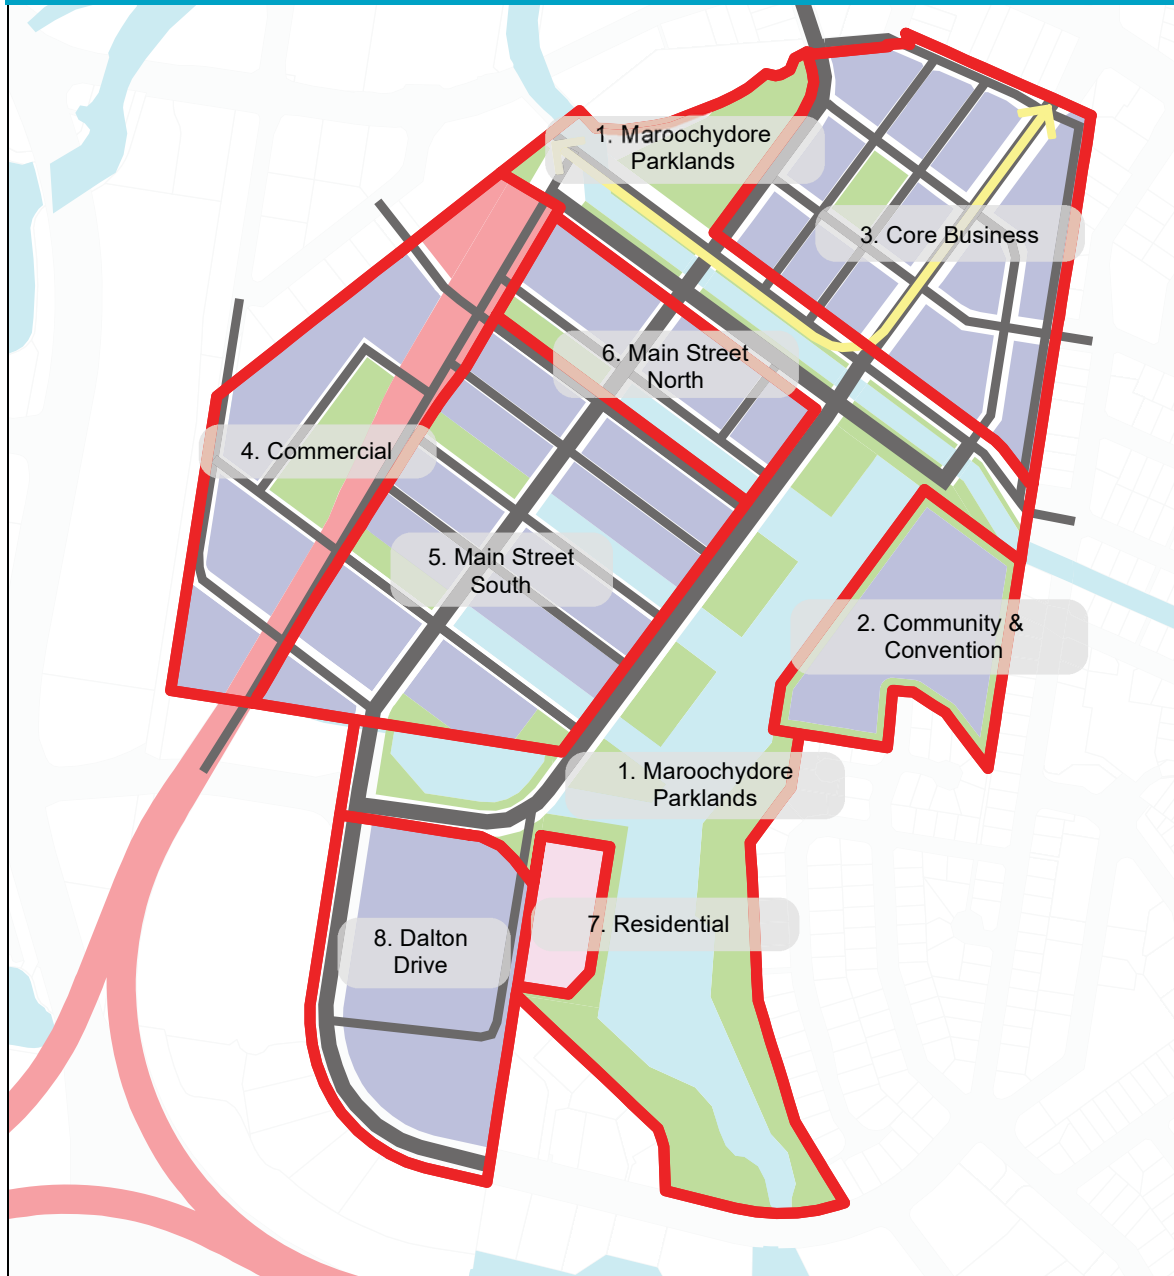 1. Maroochydore
Parklands
3. Core Business
6. Main Street
North
4. Commercial
5. Main Street
South
2. Community &
Convention
1. Maroochydore
Parklands
7. Residential
8. Dalton
Drive